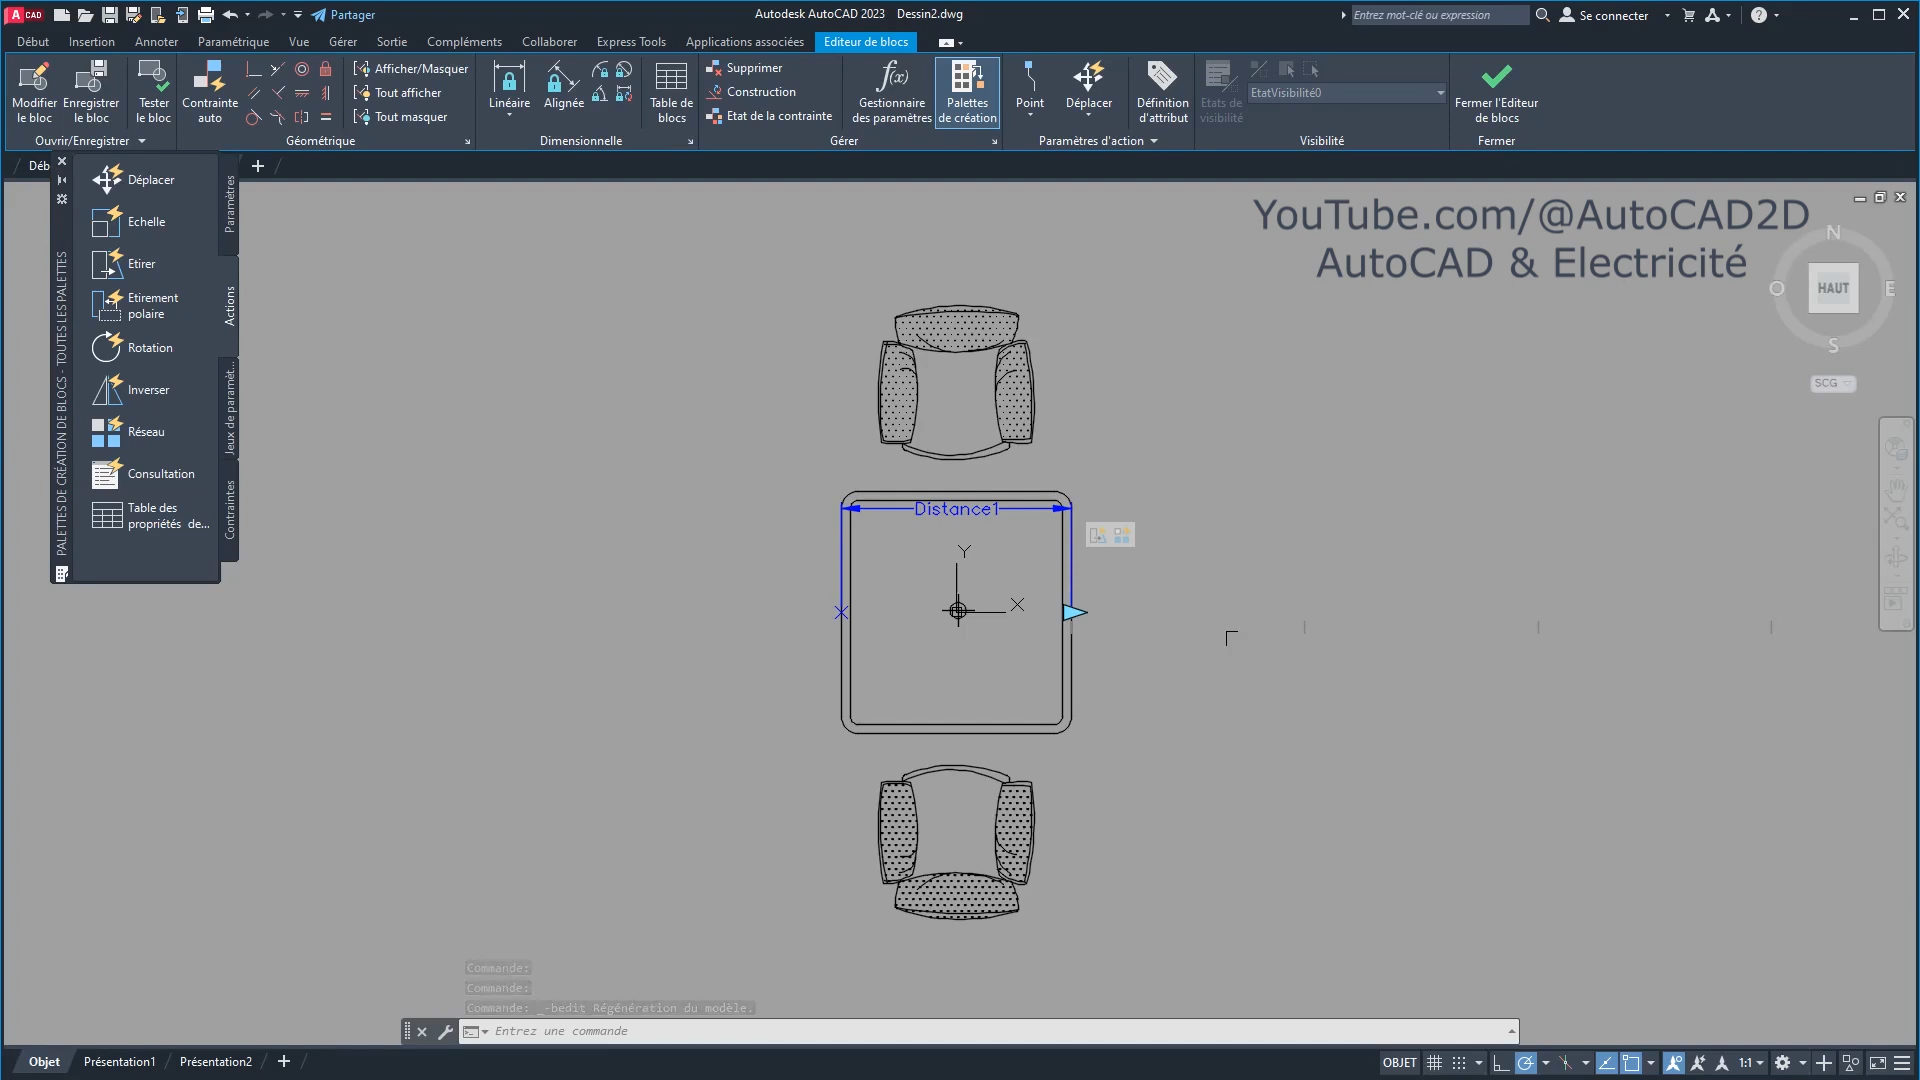 CAD
Partager
Autodesk AutoCAD 2023 Dessin2.dwg
Entrez mot-clé ou expression
Se connecter
Début Insertion Annoter Paramétrique Vue Gérer Sortie Compléments Collaborer Express Tools Applications associées Editeur de blocs
Modifier le bloc
Enregistrer le bloc
Tester le bloc
Contrainte auto
Afficher/Masquer
Tout afficher
Tout masquer
Linéaire
Alignée
Table de blocs
Supprimer
Construction
Etat de la contrainte
f(x)
Gestionnaire des paramètres
Palettes de création
Point
Déplacer
Définition d'attribut
Etats de visibilité
EtatVisibilité0
Fermer l'Editeur de blocs
Ouvrir/Enregistrer
Géométrique
Dimensionnelle
Gérer
Paramètres d'action
Visibilité
Fermer
Déb
PALETTES DE CRÉATION DE BLOCS - TOUTES LES PALETTES
Déplacer
Echelle
Etirer
Etirement polaire
Rotation
Inverser
Réseau
Consultation
Table des propriétés de...
Paramètres
Actions
Jeux de paramèt...
Contraintes
YouTube.com/@AutoCAD2D
AutoCAD & Electricité
N
O
HAUT
E
S
SCG
Distance1
Y
X
Commande:
Commande:
Commande: _-bedit Régénération du modèle.
Entrez une commande
Objet Présentation1 Présentation2
OBJET
1:1